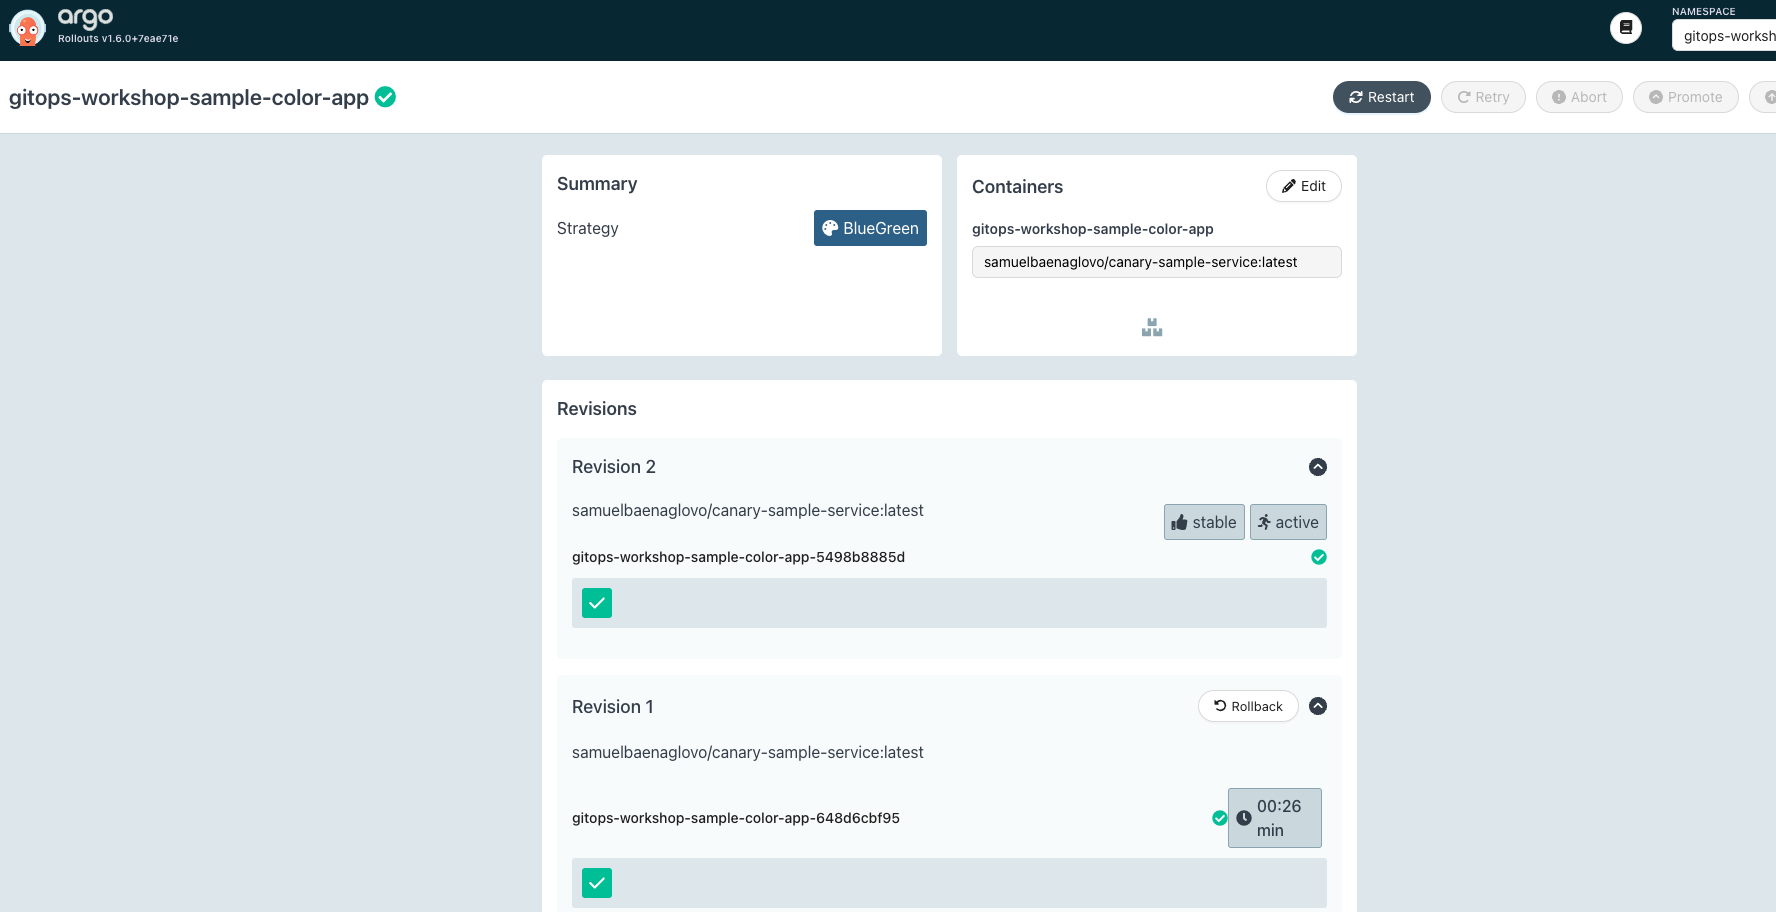 argo
Rollouts v1.6.0+7eae71e
NAMESPACE
gitops-worksh
gitops-workshop-sample-color-app
Restart
Retry
Abort
Promote
Summary
Strategy
BlueGreen
Containers
Edit
gitops-workshop-sample-color-app
samuelbaenaglovo/canary-sample-service:latest
Revisions
Revision 2
samuelbaenaglovo/canary-sample-service:latest
stable
active
gitops-workshop-sample-color-app-5498b8885d
Revision 1
Rollback
samuelbaenaglovo/canary-sample-service:latest
gitops-workshop-sample-color-app-648d6cbf95
00:26
min